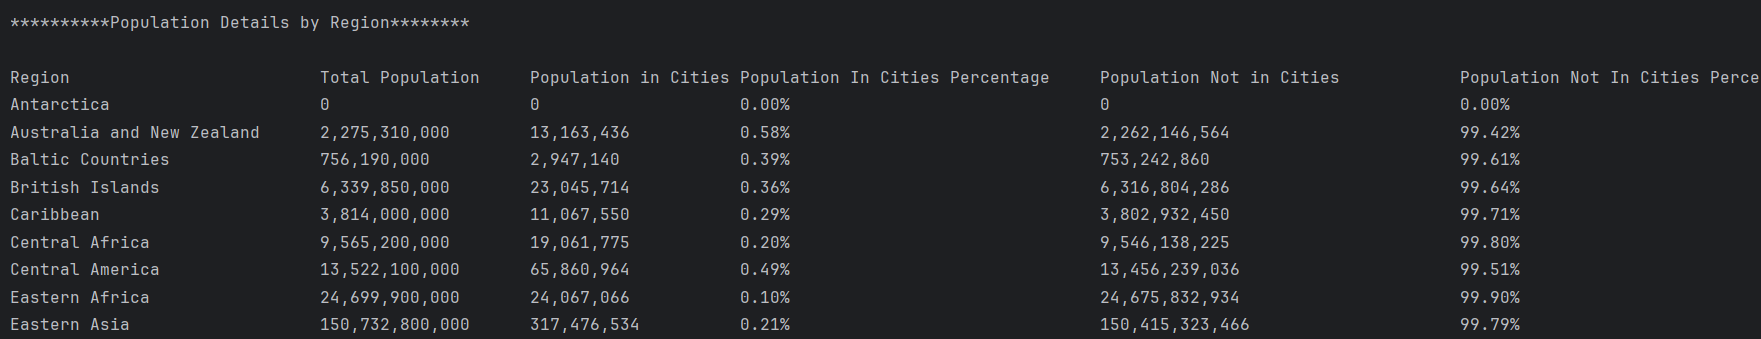 **********Population Details by Region********
Region Total Population Population in Cities Population In Cities Percentage Population Not in Cities Population Not In Cities Perce
Antarctica 0 0 0.00% 0 0.00%
Australia and New Zealand 2,275,310,000 13,163,436 0.58% 2,262,146,564 99.42%
Baltic Countries 756,190,000 2,947,140 0.39% 753,242,860 99.61%
British Islands 6,339,850,000 23,045,714 0.36% 6,316,804,286 99.64%
Caribbean 3,814,000,000 11,067,550 0.29% 3,802,932,450 99.71%
Central Africa 9,565,200,000 19,061,775 0.20% 9,546,138,225 99.80%
Central America 13,522,100,000 65,860,964 0.49% 13,456,239,036 99.51%
Eastern Africa 24,699,900,000 24,067,066 0.10% 24,675,832,934 99.90%
Eastern Asia 150,732,800,000 317,476,534 0.21% 150,415,323,466 99.79%